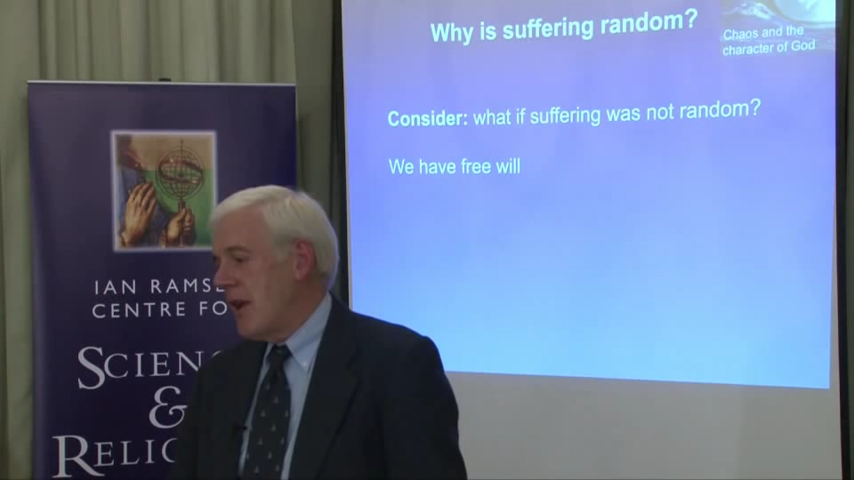 Why is suffering random?
Chaos and the
character of God
Consider: what if suffering was not random?
We have free will
IAN RAMSE
CENTRE FO
SCIENC
&
RELIG